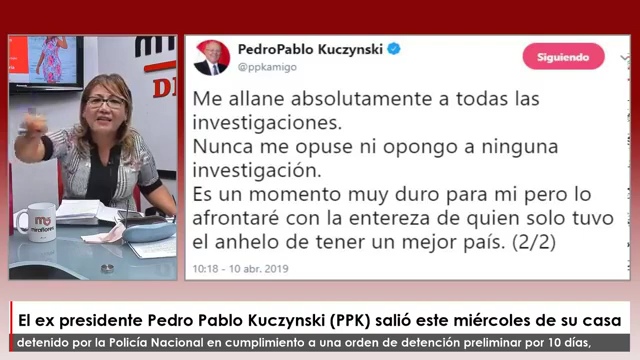 PedroPablo Kuczynski
@ppkamigo
Siguiendo
Me allane absolutamente a todas las
investigaciones.
Nunca me opuse ni opongo a ninguna
investigación.
Es un momento muy duro para mi pero lo
afrontaré con la entereza de quien solo tuvo
el anhelo de tener un mejor país. (2/2)
10:18 - 10 abr. 2019
miraflores
El ex presidente Pedro Pablo Kuczynski (PPK) salió este miércoles de su casa
detenido por la Policía Nacional en cumplimiento a una orden de detención preliminar por 10 días,